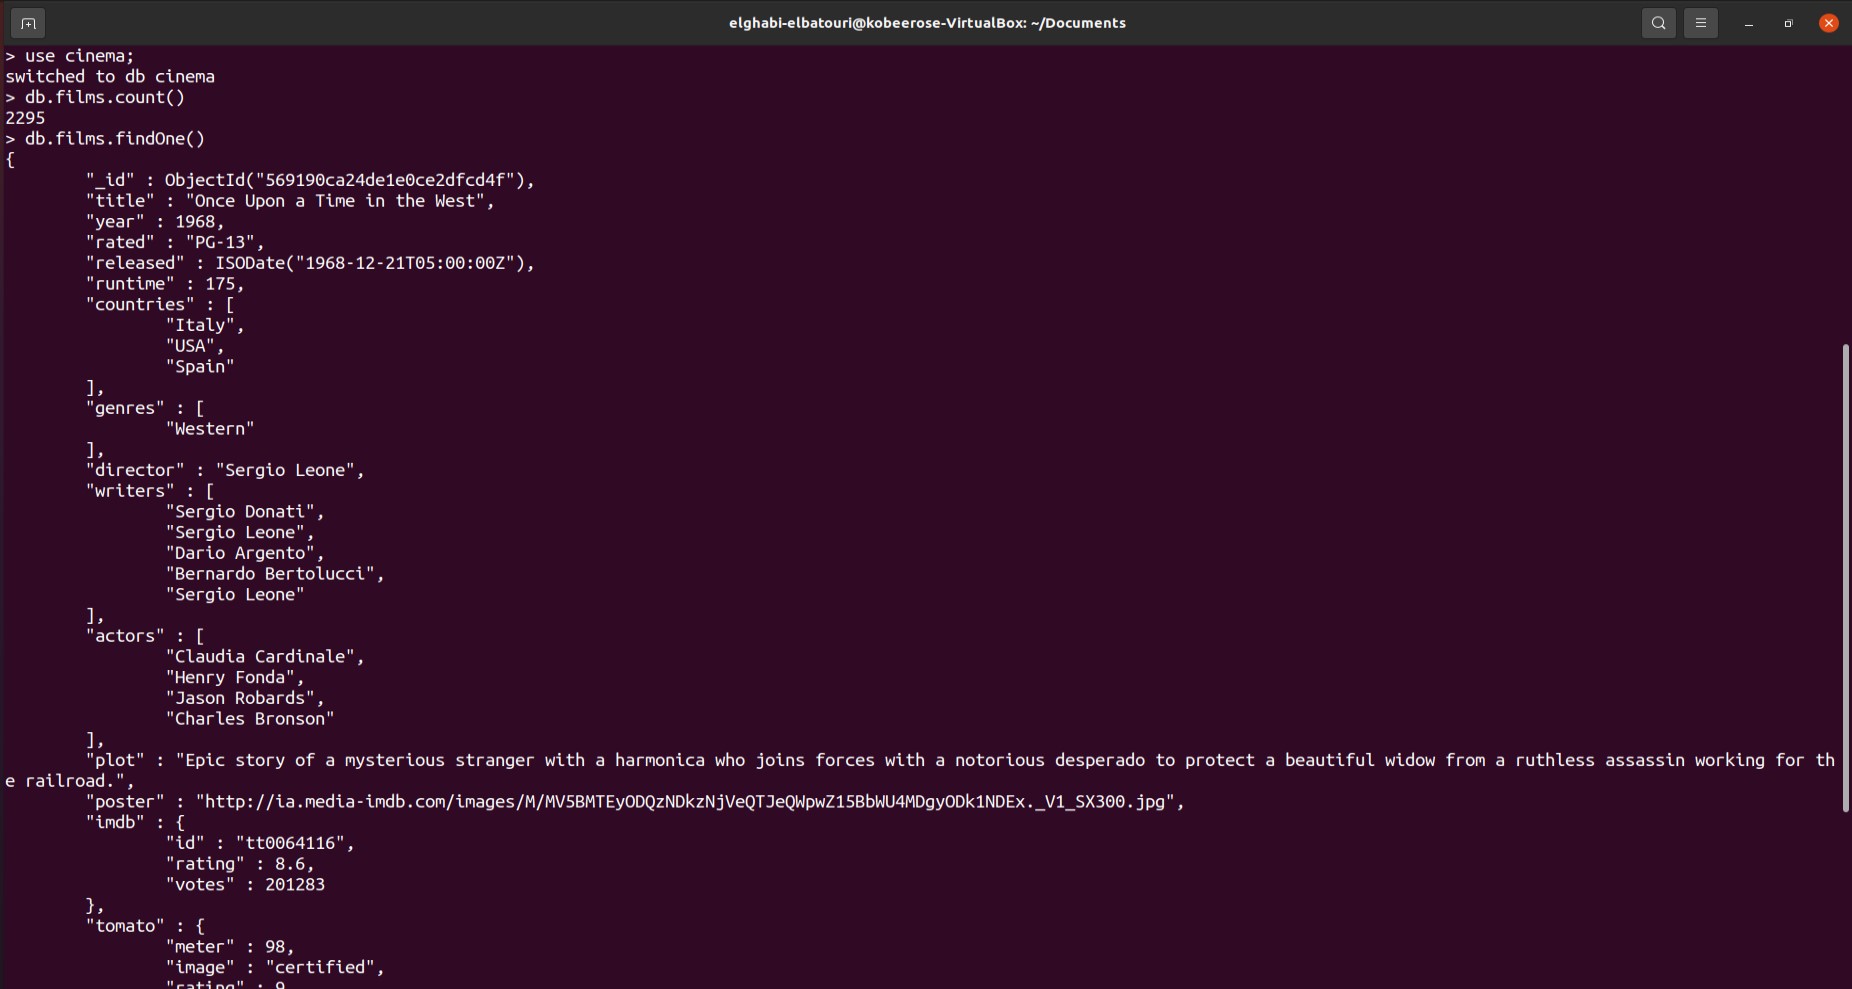 elghabi-elbatouri@kobeerose-VirtualBox: ~/Documents
> use cinema;
switched to db cinema
> db.films.count()
2295
> db.films.findOne()
{
        "_id" : ObjectId("569190ca24de1e0ce2dfcd4f"),
        "title" : "Once Upon a Time in the West",
        "year" : 1968,
        "rated" : "PG-13",
        "released" : ISODate("1968-12-21T05:00:00Z"),
        "runtime" : 175,
        "countries" : [
                "Italy",
                "USA",
                "Spain"
        ],
        "genres" : [
                "Western"
        ],
        "director" : "Sergio Leone",
        "writers" : [
                "Sergio Donati",
                "Sergio Leone",
                "Dario Argento",
                "Bernardo Bertolucci",
                "Sergio Leone"
        ],
        "actors" : [
                "Claudia Cardinale",
                "Henry Fonda",
                "Jason Robards",
                "Charles Bronson"
        ],
        "plot" : "Epic story of a mysterious stranger with a harmonica who joins forces with a notorious desperado to protect a beautiful widow from a ruthless assassin working for th
e railroad.",
        "poster" : "http://ia.media-imdb.com/images/M/MV5BMTEyODQzNDkzNjVeQTJeQWpwZ15BbWU4MDgyODk1NDEx._V1_SX300.jpg",
        "imdb" : {
                "id" : "tt0064116",
                "rating" : 8.6,
                "votes" : 201283
        },
        "tomato" : {
                "meter" : 98,
                "image" : "certified",
                "rating" : 9